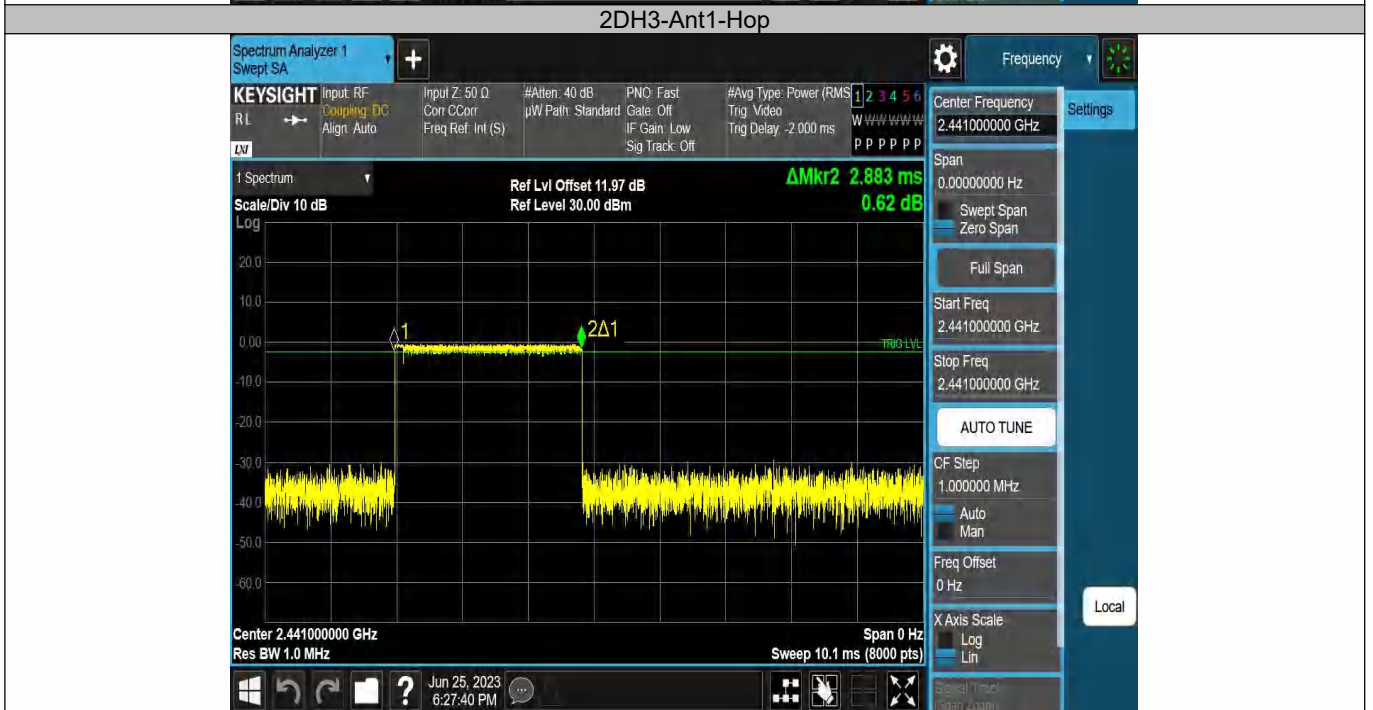 2DH3-Ant1-Hop
Spectrum Analyzer 1
Swept SA
+
Frequency
KEYSIGHT
RL
LXI
Input: RF
Coupling: DC
Align: Auto
Input Z: 50 Ω
Corr CCorr
Freq Ref: Int (S)
#Atten: 40 dB
µW Path: Standard
PNO: Fast
Gate: Off
IF Gain: Low
Sig Track: Off
#Avg Type: Power (RMS
Trig: Video
Trig Delay: -2.000 ms
1 2 3 4 5 6
W W W W W W
P P P P P P
Center Frequency
2.441000000 GHz
Settings
1 Spectrum
Scale/Div 10 dB
Log
Ref Lvl Offset 11.97 dB
Ref Level 30.00 dBm
ΔMkr2 2.883 ms
0.62 dB
Span
0.00000000 Hz
Swept Span
Zero Span
Full Span
Start Freq
2.441000000 GHz
Stop Freq
2.441000000 GHz
AUTO TUNE
CF Step
1.000000 MHz
Auto
Man
Freq Offset
0 Hz
X Axis Scale
Log
Lin
Local
20.0
10.0
0.00
-10.0
-20.0
-30.0
-40.0
-50.0
-60.0
1
2Δ1
TRIG LVL
Center 2.441000000 GHz
Res BW 1.0 MHz
Span 0 Hz
Sweep 10.1 ms (8000 pts)
?
Jun 25, 2023
6:27:40 PM
Signal Track
(Span Zoom)